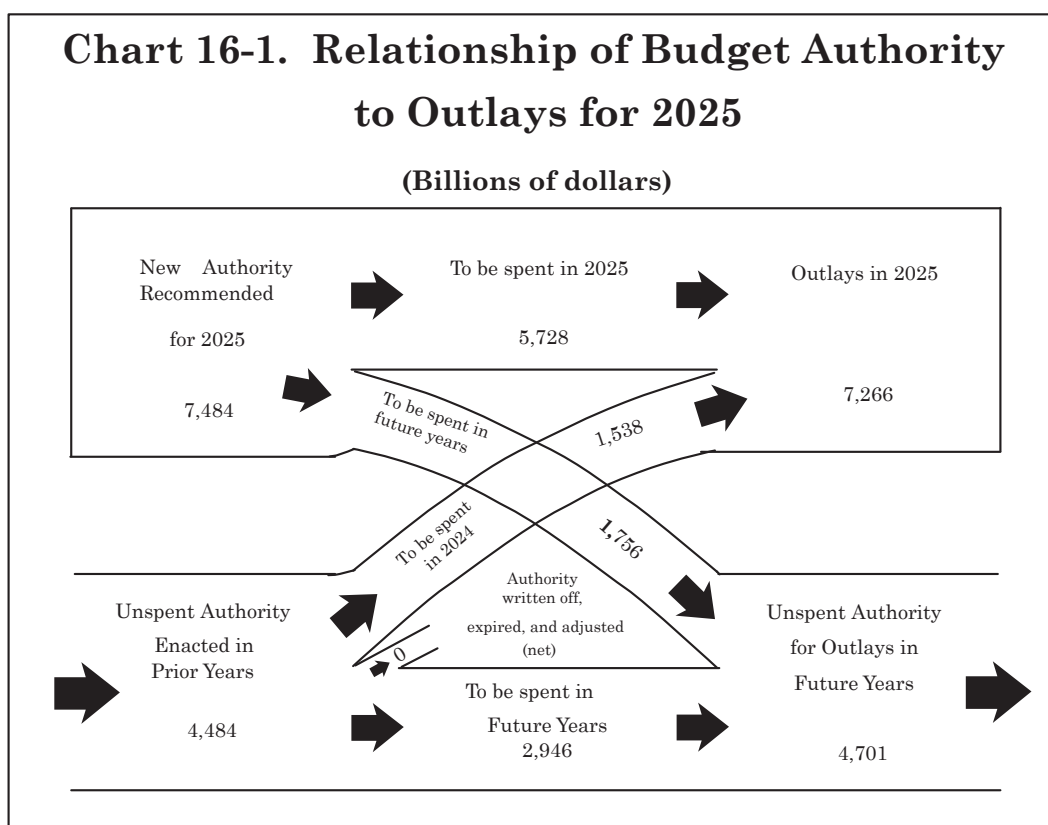 Chart 16-1. Relationship of Budget Authority
to Outlays for 2025
(Billions of dollars)
New Authority
Recommended
for 2025
7,484
To be spent in 2025
5,728
Outlays in 2025
7,266
To be spent in
future years
1,538
To be spent
in 2024
1,756
Authority
written off,
expired, and adjusted
(net)
0
Unspent Authority
Enacted in
Prior Years
4,484
To be spent in
Future Years
2,946
Unspent Authority
for Outlays in
Future Years
4,701